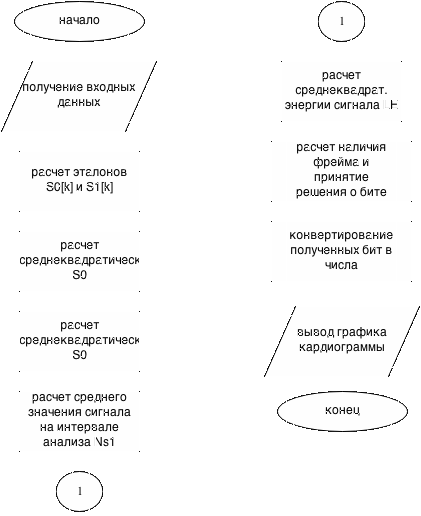 начало
получение входных
данных
расчет эталонов
S0[k] и S1[k]
расчет
среднеквадратическ
S0
расчет
среднеквадратическ
S0
расчет среднего
значения сигнала
на интервале
анализа Ns1
1
1
расчет
среднеквадрат.
энергии сигнала
расчет наличия
фрейма и
принятие
решения о бите
конвертирование
полученных бит в
числа
вывод графика
кардиограммы
конец